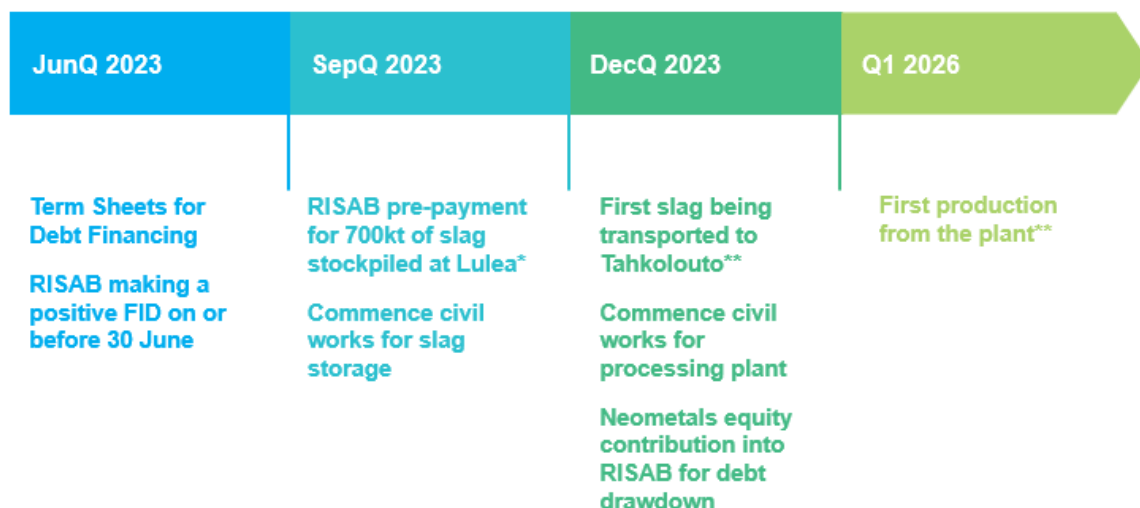 JunQ 2023
SepQ 2023
DecQ 2023
Q1 2026
Term Sheets for
Debt Financing
RISAB making a
positive FID on or
before 30 June
RISAB pre-payment
for 700kt of slag
stockpiled at Lulea*
Commence civil
works for slag
storage
First slag being
transported to
Tahkolouto**
Commence civil
works for
processing plant
Neometals equity
contribution into
RISAB for debt
drawdown
First production
from the plant**